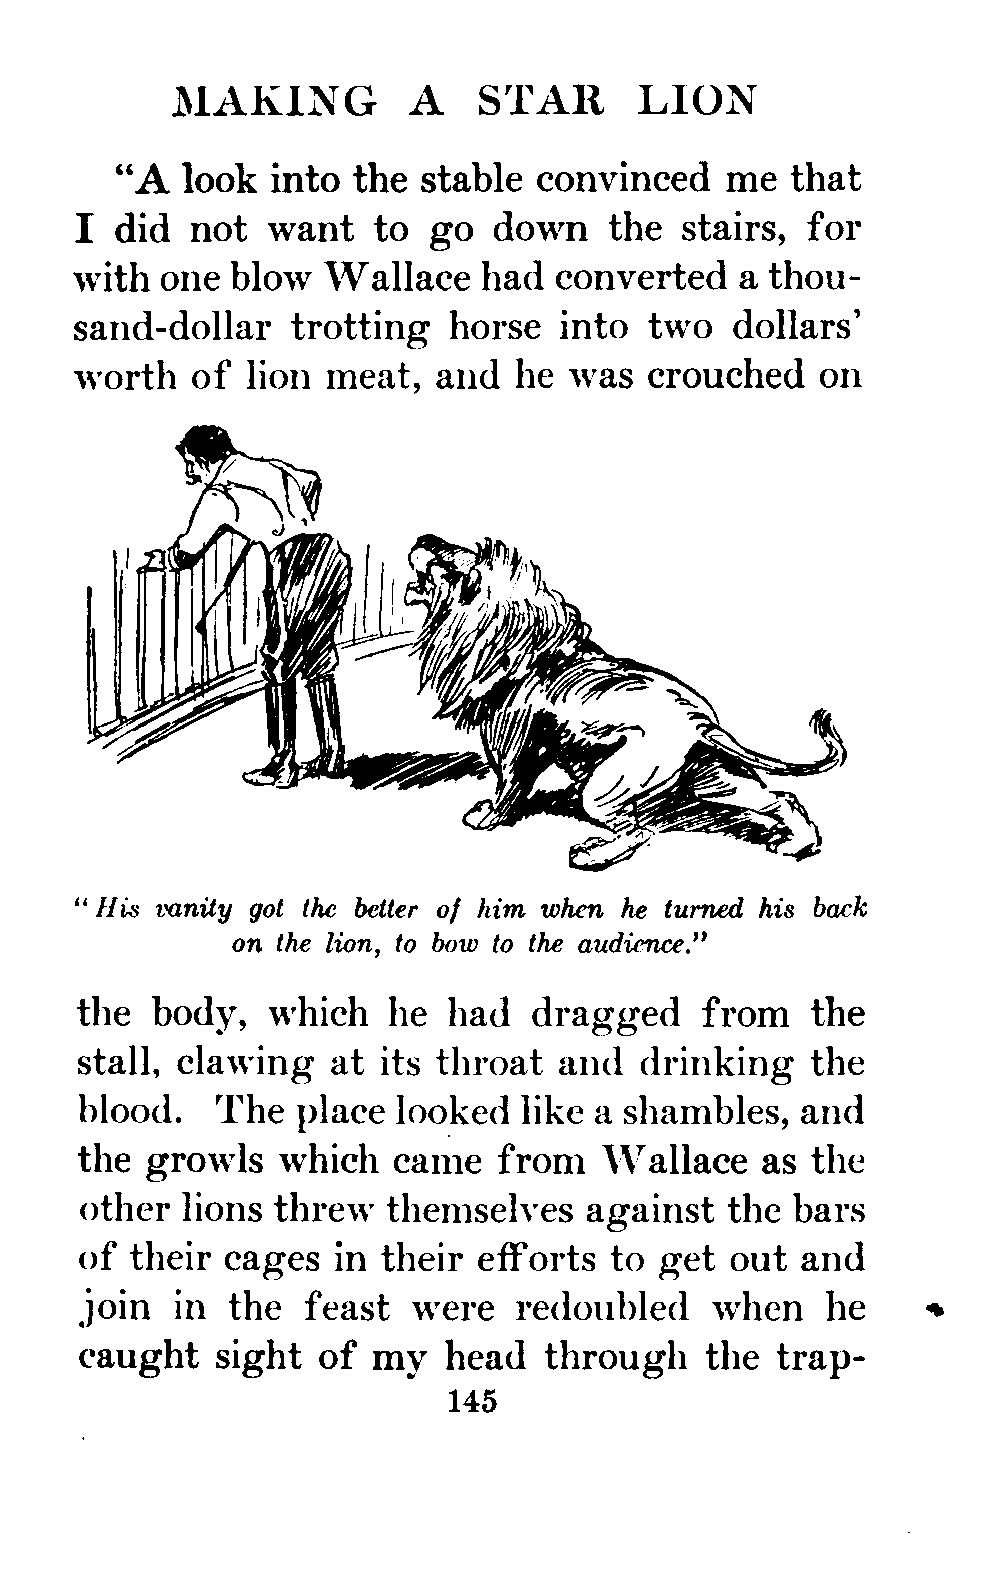 MAKING A STAR LION
“A look into the stable convinced me that
I did not want to go down the stairs, for
with one blow Wallace had converted a thou-
sand-dollar trotting horse into two dollars’
worth of lion meat, and he was crouched on
“His vanity got the better of him when he turned his back
on the lion, to bow to the audience.”
the body, which he had dragged from the
stall, clawing at its throat and drinking the
blood. The place looked like a shambles, and
the growls which came from Wallace as the
other lions threw themselves against the bars
of their cages in their efforts to get out and
join in the feast were redoubled when he
caught sight of my head through the trap-
145